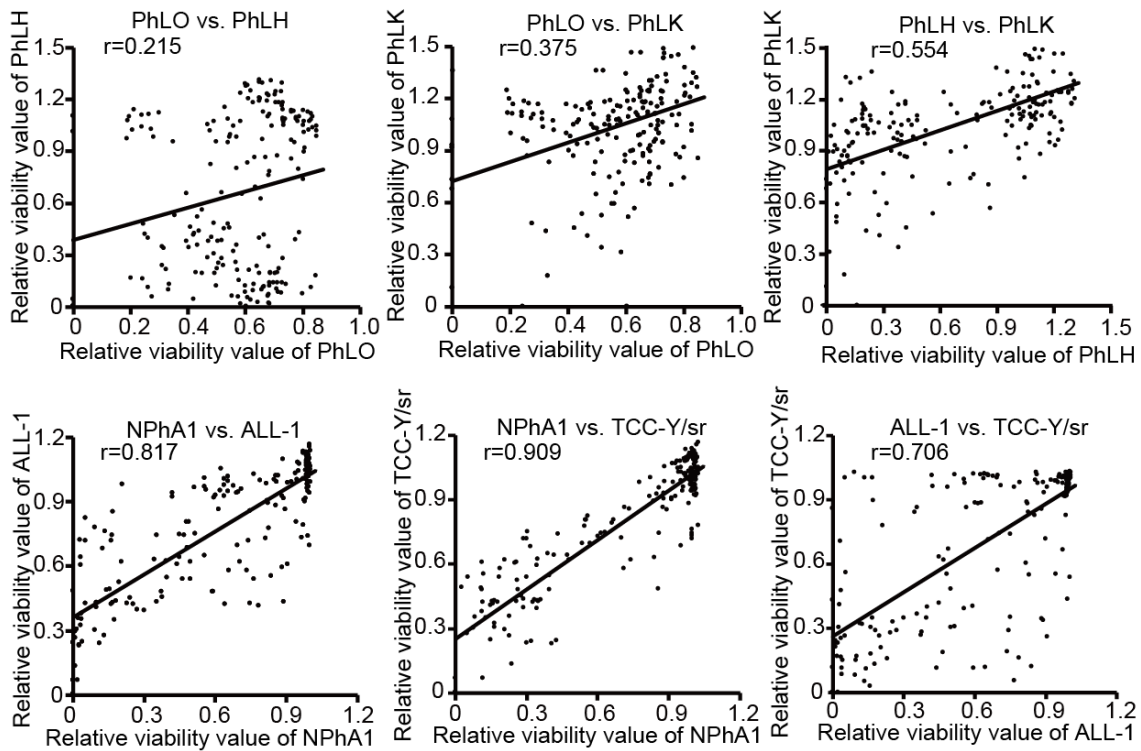 PhLO vs. PhLH
r=0.215
Relative viability value of PhLH
1.5
1.2
0.9
0.6
0.3
0
0 0.2 0.4 0.6 0.8 1.0
Relative viability value of PhLO
PhLO vs. PhLK
r=0.375
Relative viability value of PhLK
1.5
1.2
0.9
0.6
0.3
0
0 0.2 0.4 0.6 0.8 1.0
Relative viability value of PhLO
PhLH vs. PhLK
r=0.554
Relative viability value of PhLK
1.5
1.2
0.9
0.6
0.3
0
0 0.3 0.6 0.9 1.2 1.5
Relative viability value of PhLH
NPhA1 vs. ALL-1
r=0.817
Relative viability value of ALL-1
1.2
0.9
0.6
0.3
0
0 0.3 0.6 0.9 1.2
Relative viability value of NPhA1
NPhA1 vs. TCC-Y/sr
r=0.909
Relative viability value of TCC-Y/sr
1.2
0.9
0.6
0.3
0
0 0.3 0.6 0.9 1.2
Relative viability value of NPhA1
ALL-1 vs. TCC-Y/sr
r=0.706
Relative viability value of TCC-Y/sr
1.2
0.9
0.6
0.3
0
0 0.3 0.6 0.9 1.2
Relative viability value of ALL-1